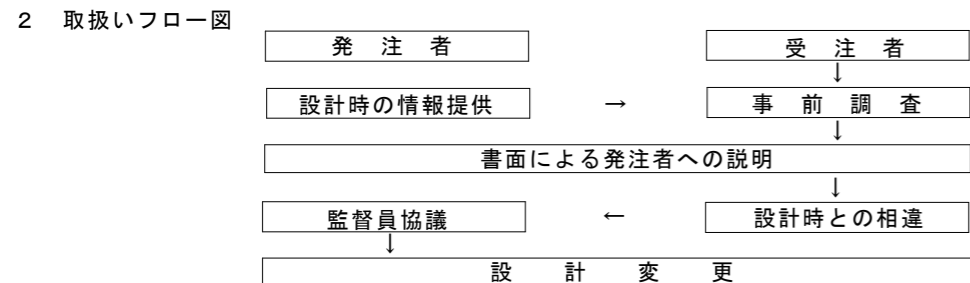 ２　取扱いフロー図
発　注　者　受　注　者
↓
設計時の情報提供　→　事　前　調　査
↓
書面による発注者への説明
↓
監督員協議　←　設計時との相違
↓
設　計　変　更